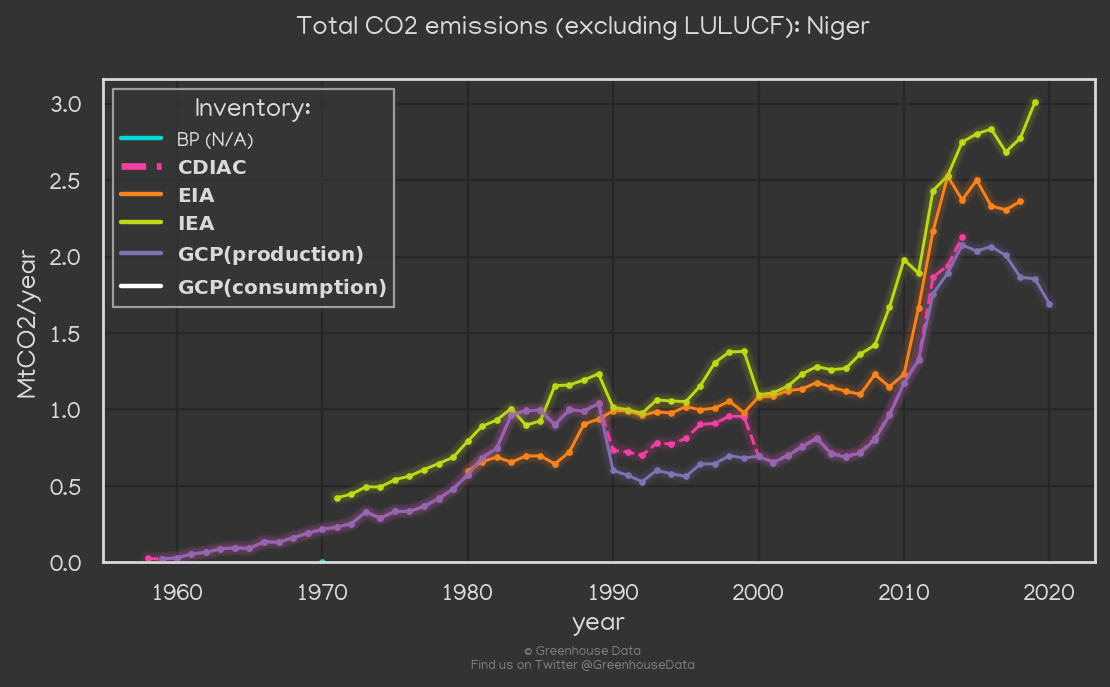 Total CO2 emissions (excluding LULUCF): Niger
Inventory:
BP (N/A)
CDIAC
EIA
IEA
GCP(production)
GCP(consumption)
MtCO2/year
3.0
2.5
2.0
1.5
1.0
0.5
0.0
1960 1970 1980 1990 2000 2010 2020
year
© Greenhouse Data
Find us on Twitter @GreenhouseData